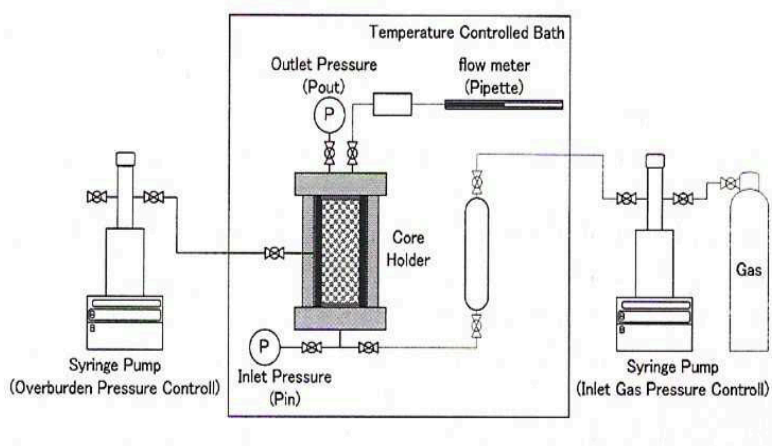 Temperature Controlled Bath
Outlet Pressure
(Pout)
flow meter
(Pipette)
P
Core
Holder
Gas
P
Inlet Pressure
(Pin)
Syringe Pump
(Overburden Pressure Controll)
Syringe Pump
(Inlet Gas Pressure Controll)